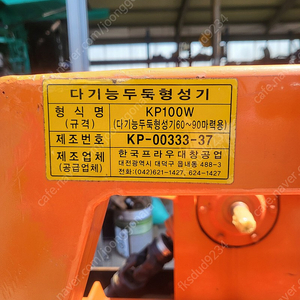 다기능두둑형성기
형식명 KP100W
(규격) (다기능두둑형성기60~90마력용)
제조번호 KP-00333-37
제조업체 한국프라우대창공업
(공급업체) 대전광역시 대덕구 읍내동 488-3
전화:(042)621-1427, 624-1427